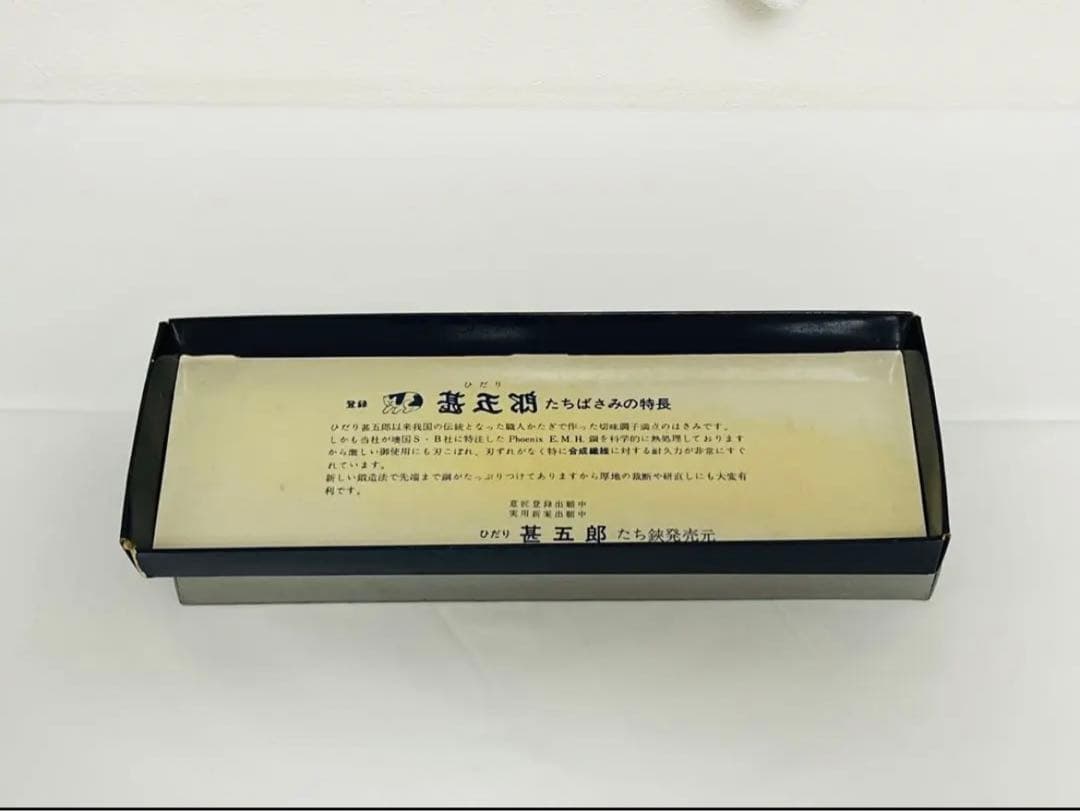 ひだり
登録 甚五郎 たちばさみの特長
ひだり甚五郎以来我国の伝統となった職人かたぎで作った切味調子満点のはさみです。
しかも当社が墺国S・B社に特注した Phoenix E.M.H. 鋼を科学的に熱処理しております
から激しい御使用にも刃こぼれ、刃ずれがなく特に合成繊維に対する耐久力が非常にすぐ
れています。
新しい鍛造法で先端まで鋼がたっぷりつけてありますから厚地の裁断や研直しにも大変有
利です。
意匠登録出願中
実用新案出願中
ひだり 甚五郎 たち鋏発売元